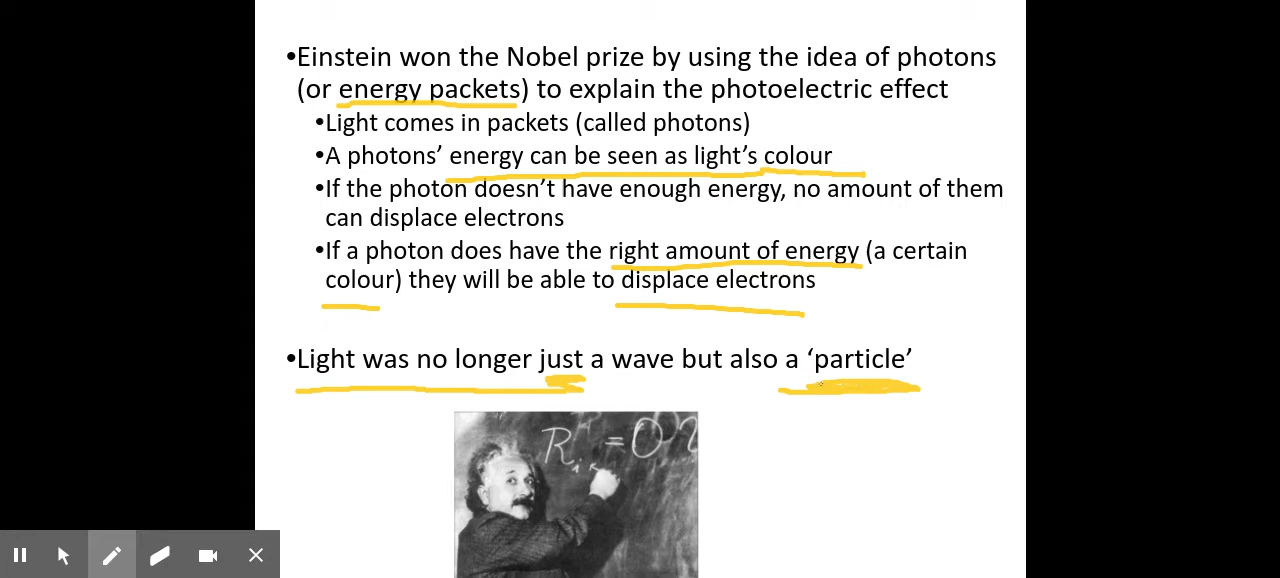 •Einstein won the Nobel prize by using the idea of photons
(or energy packets) to explain the photoelectric effect
•Light comes in packets (called photons)
•A photons’ energy can be seen as light’s colour
•If the photon doesn’t have enough energy, no amount of them
can displace electrons
•If a photon does have the right amount of energy (a certain
colour) they will be able to displace electrons
•Light was no longer just a wave but also a ‘particle’
R i κ = 0